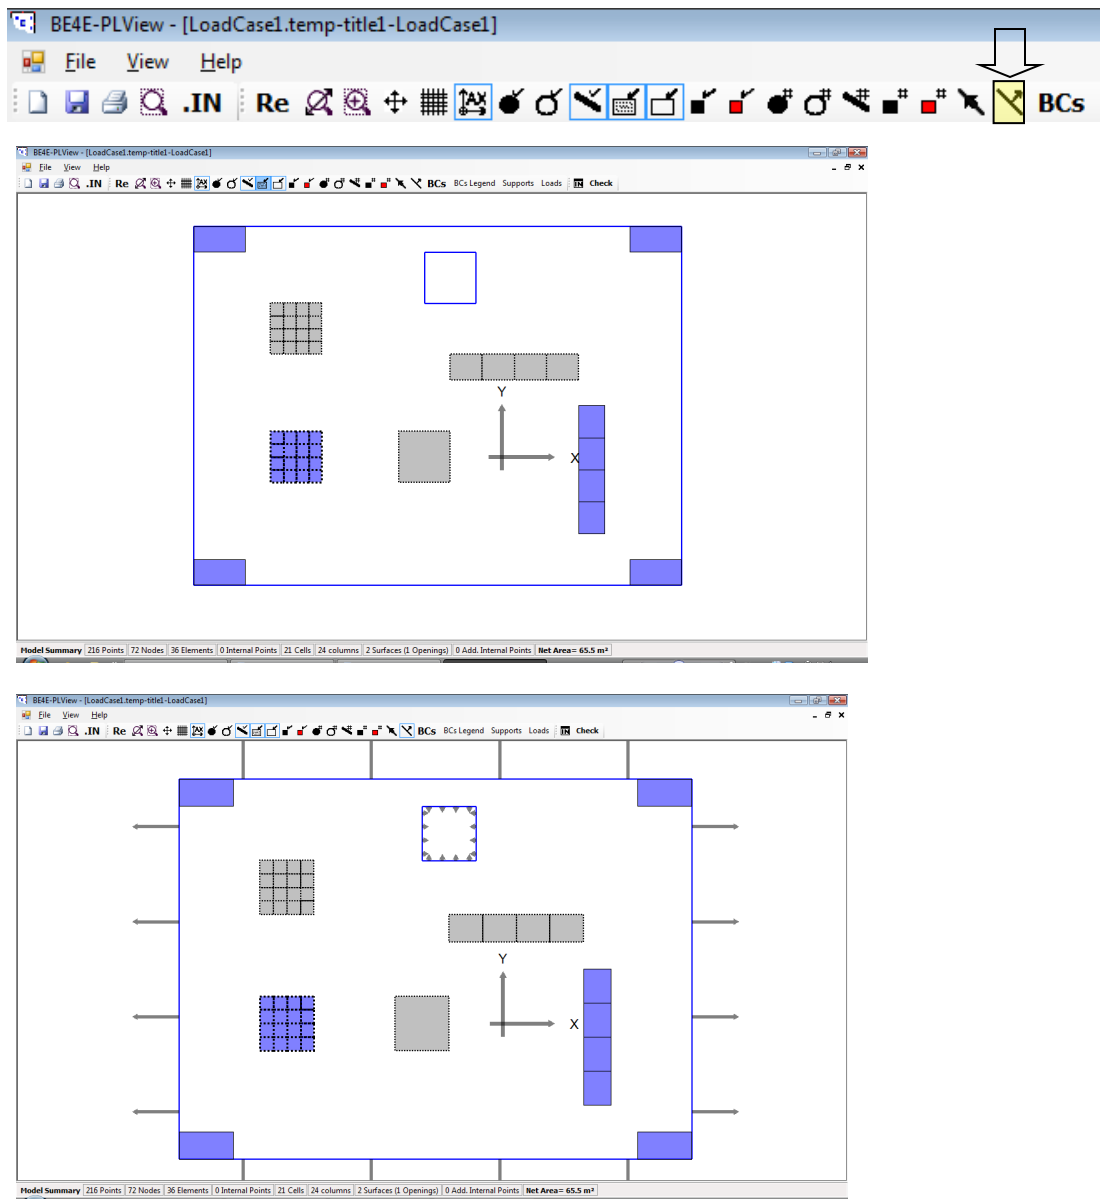 BE4E-PLView - [LoadCase1.temp-title1-LoadCase1]
File View Help
.IN Re AX BCs
BE4E-PLView - [LoadCase1.temp-title1-LoadCase1]
File View Help
.IN Re AX BCs BCs Legend Supports Loads IN Check
Y
X
Model Summary 216 Points 72 Nodes 36 Elements 0 Internal Points 21 Cells 24 columns 2 Surfaces (1 Openings) 0 Add. Internal Points Net Area= 65.5 m²
BE4E-PLView - [LoadCase1.temp-title1-LoadCase1]
File View Help
.IN Re AX BCs BCs Legend Supports Loads IN Check
Y
X
Model Summary 216 Points 72 Nodes 36 Elements 0 Internal Points 21 Cells 24 columns 2 Surfaces (1 Openings) 0 Add. Internal Points Net Area= 65.5 m²